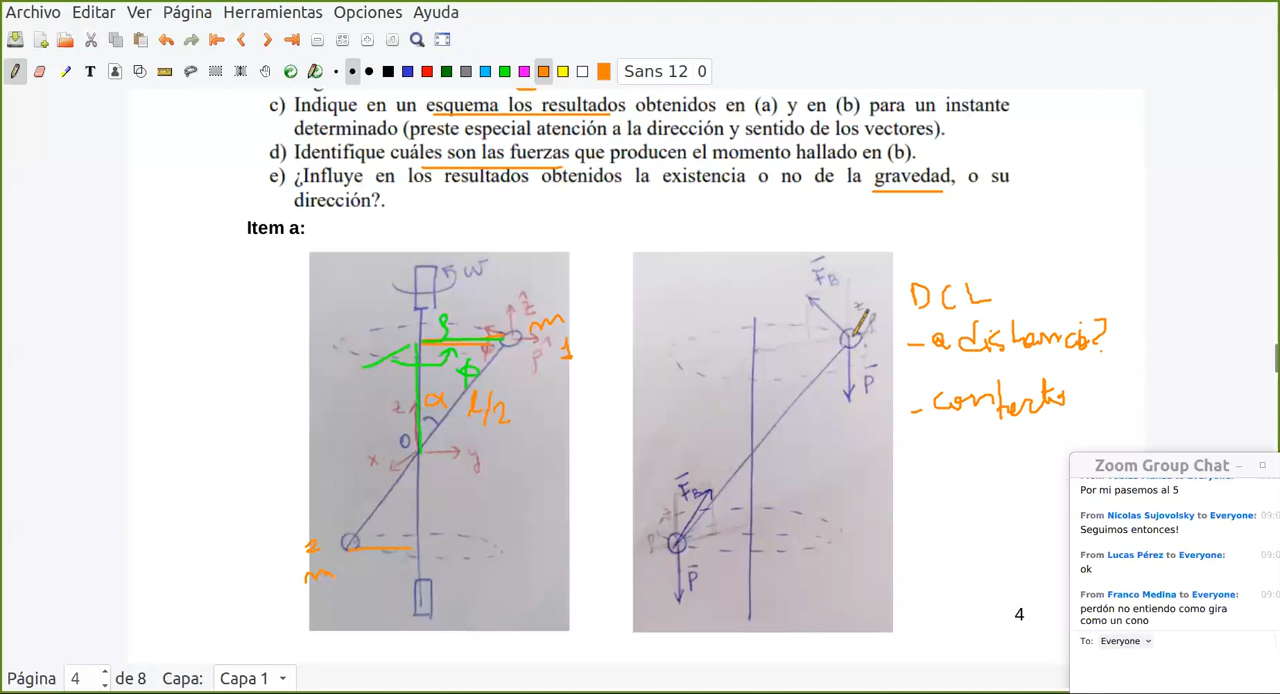 Archivo Editar Ver Página Herramientas Opciones Ayuda
T Sans 12 0
c) Indique en un esquema los resultados obtenidos en (a) y en (b) para un instante
determinado (preste especial atención a la dirección y sentido de los vectores).
d) Identifique cuáles son las fuerzas que producen el momento hallado en (b).
e) ¿Influye en los resultados obtenidos la existencia o no de la gravedad, o su
dirección?.
Item a:
W
ẑ
m
ρ
ρ
1
ϕ
z
α
L/2
O
x
y
2
m
F̄B
P̄
F̄B
P̄
DCL
- a distancia?
- contacto
4
Zoom Group Chat
Por mi pasemos al 5
From Nicolas Sujovolsky to Everyone: 09:0
Seguimos entonces!
From Lucas Pérez to Everyone: 09:0
ok
From Franco Medina to Everyone: 09:0
perdón no entiendo como gira
como un cono
To: Everyone
Página 4 de 8 Capa: Capa 1